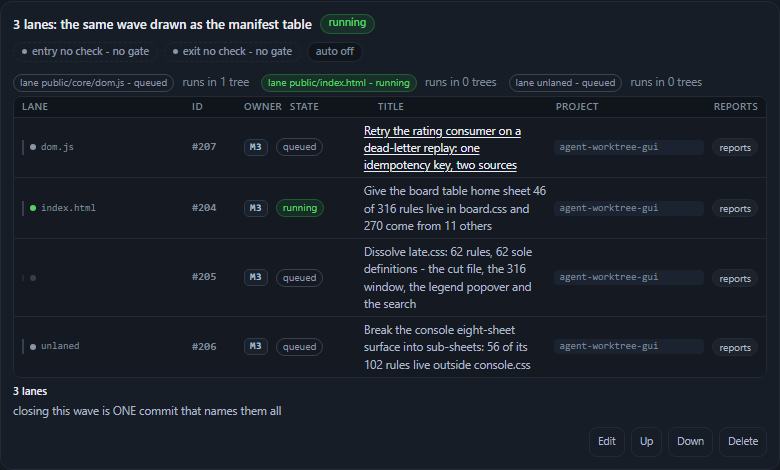 3 lanes: the same wave drawn as the manifest table running
entry no check - no gate exit no check - no gate auto off
lane public/core/dom.js - queued runs in 1 tree lane public/index.html - running runs in 0 trees lane unlaned - queued runs in 0 trees
LANE ID OWNER STATE TITLE PROJECT REPORTS
dom.js #207 M3 queued Retry the rating consumer on a
dead-letter replay: one
idempotency key, two sources agent-worktree-gui reports
index.html #204 M3 running Give the board table home sheet 46
of 316 rules live in board.css and
270 come from 11 others agent-worktree-gui reports
#205 M3 queued Dissolve late.css: 62 rules, 62 sole
definitions - the cut file, the 316
window, the legend popover and
the search agent-worktree-gui reports
unlaned #206 M3 queued Break the console eight-sheet
surface into sub-sheets: 56 of its
102 rules live outside console.css agent-worktree-gui reports
3 lanes
closing this wave is ONE commit that names them all
Edit Up Down Delete